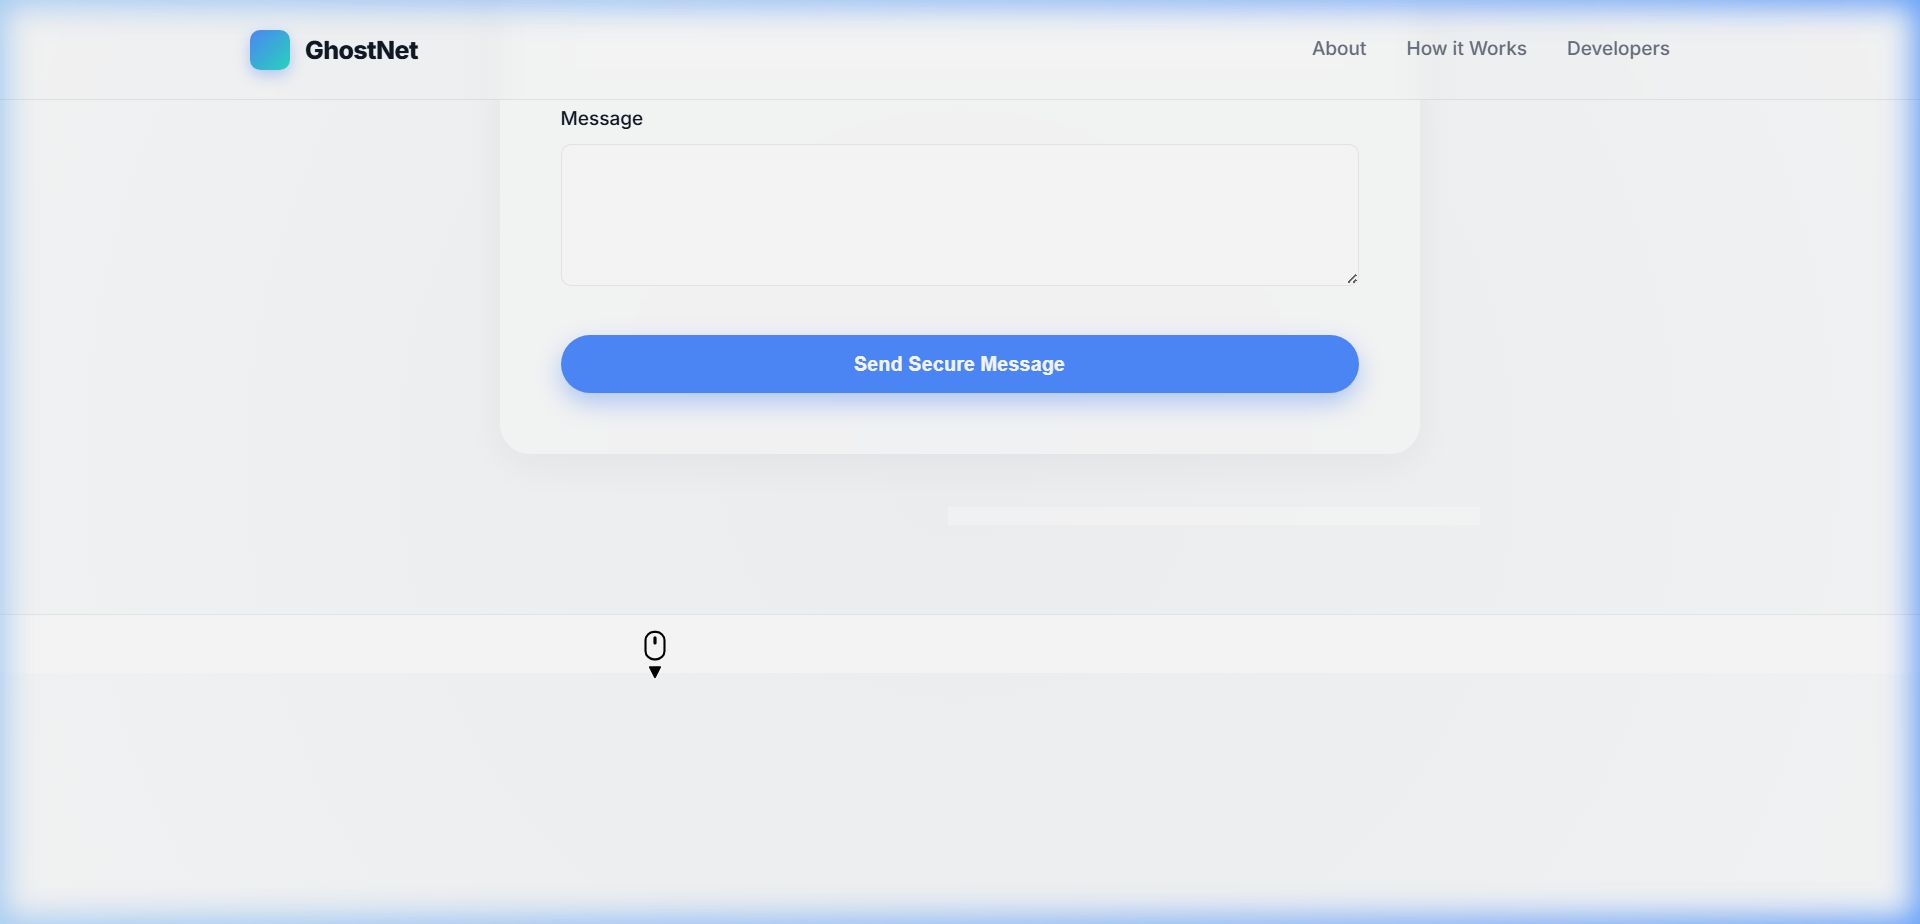 GhostNet
About
How it Works
Developers
Message
Send Secure Message